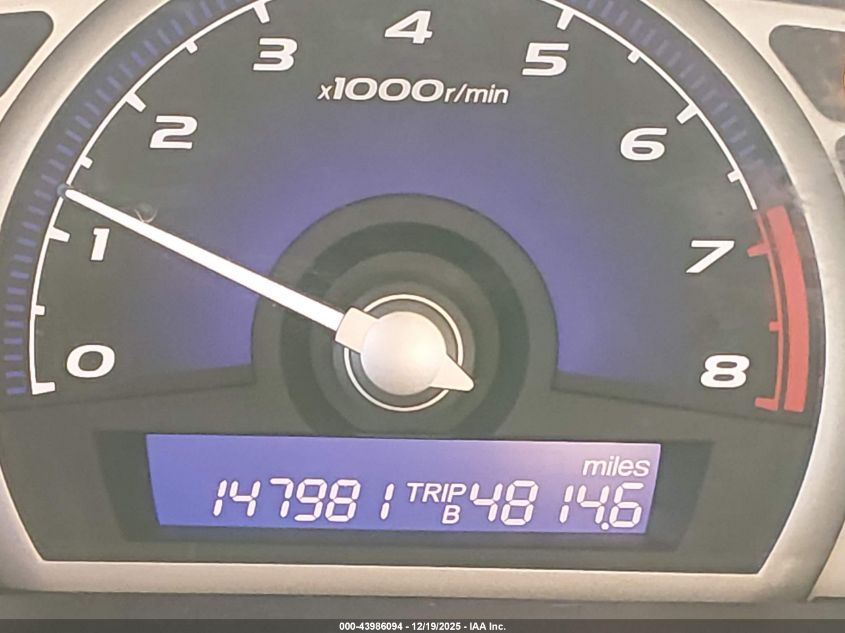 0 1 2 3 4 5 6 7 8
x1000r/min
miles
147981 TRIP B 4814.6
000-43986094 - 12/19/2025 - IAA Inc.